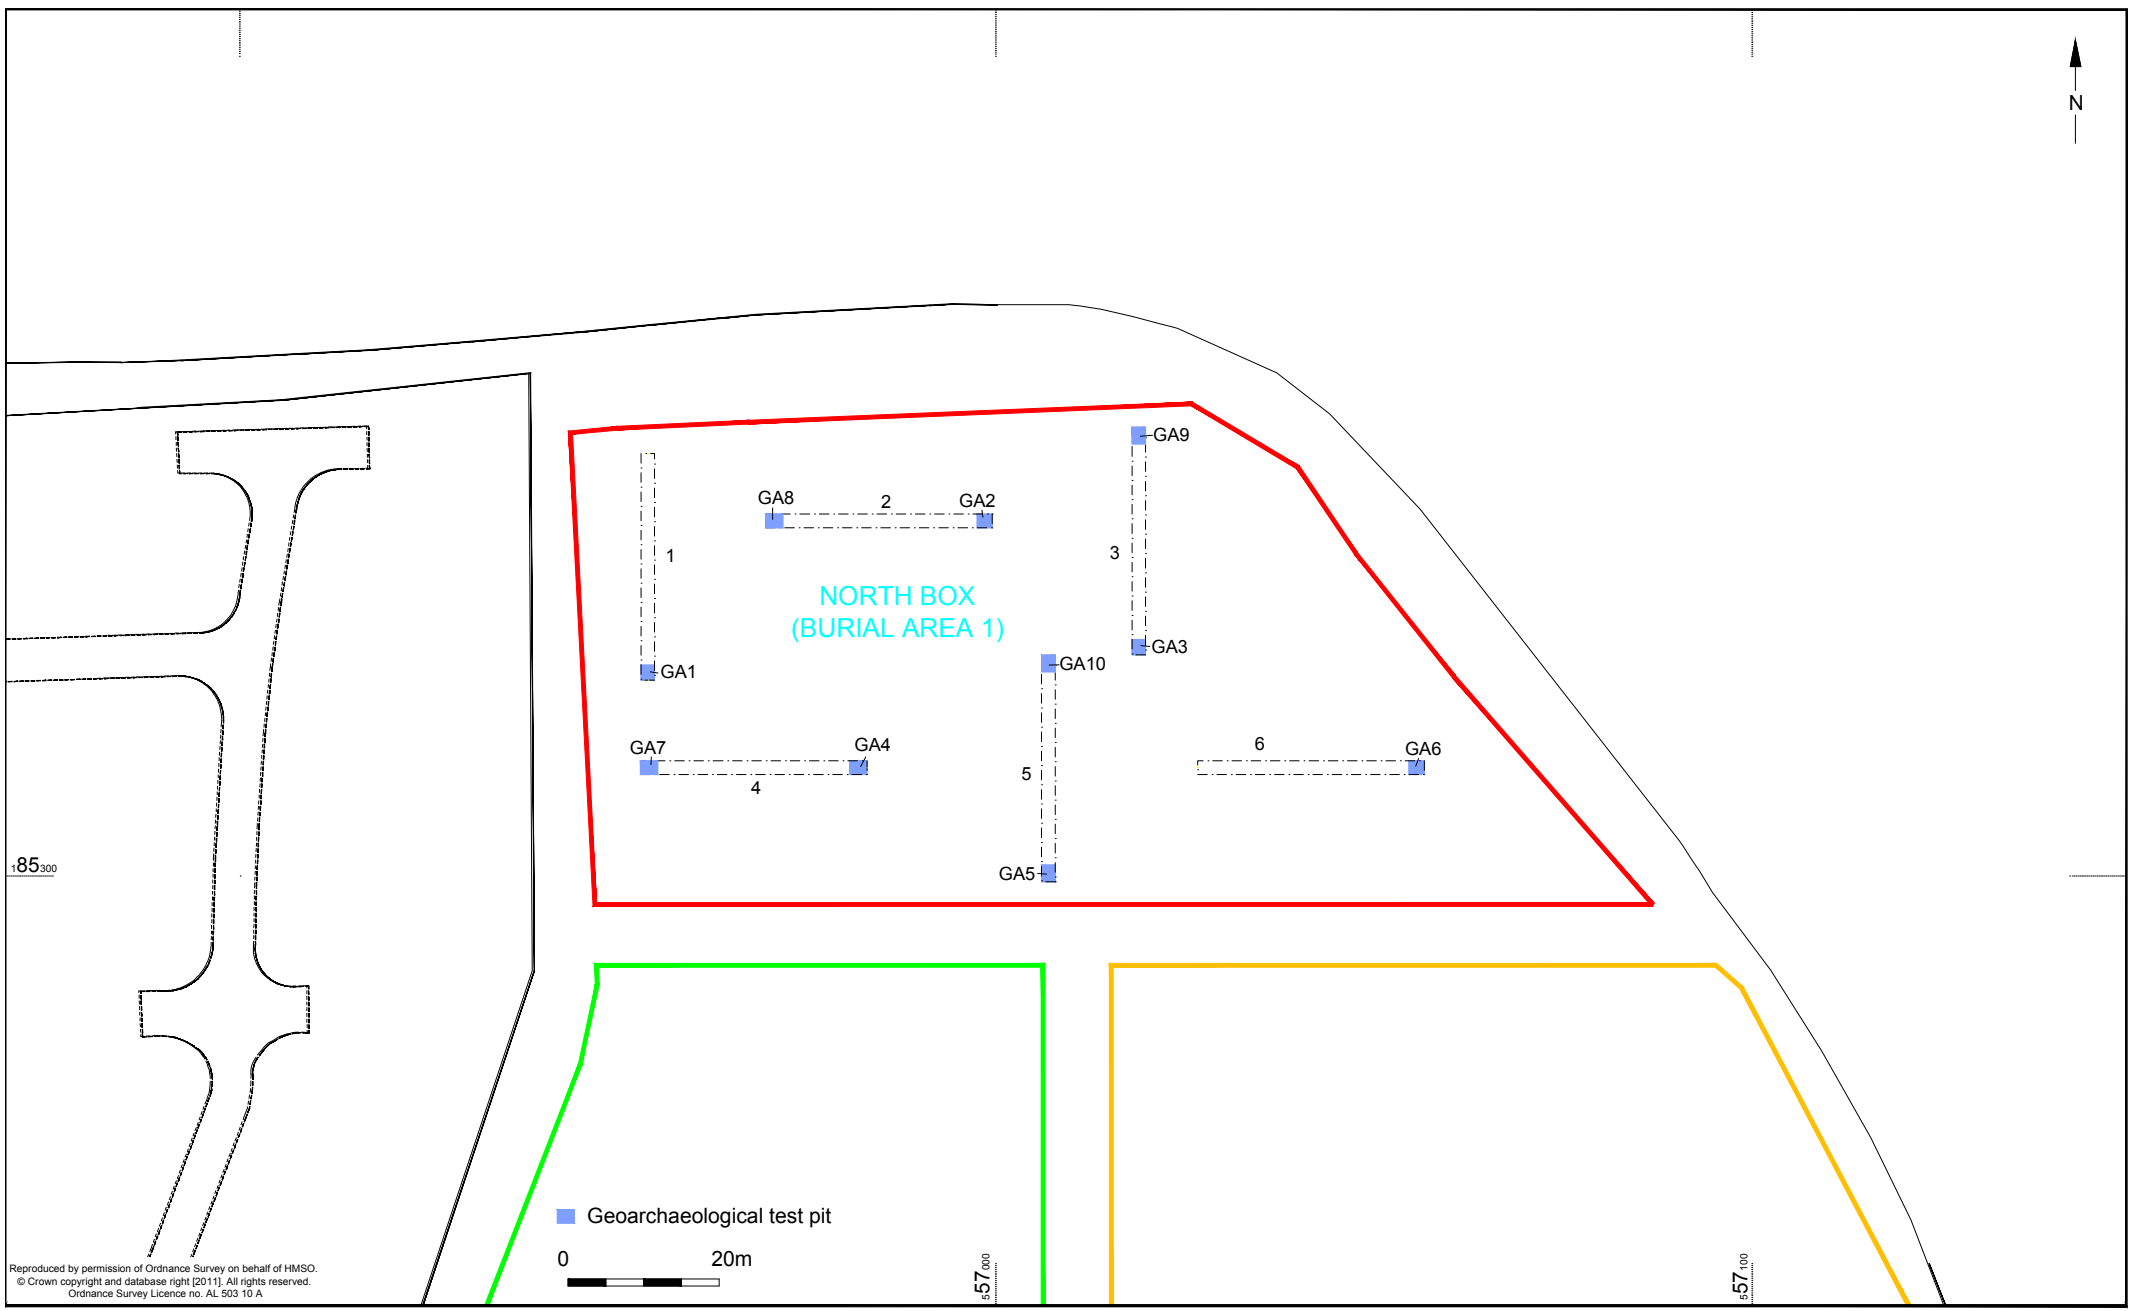 N
GA9
GA8
2
GA2
1
3
NORTH BOX
(BURIAL AREA 1)
GA3
GA10
GA1
GA7
GA4
6
GA6
5
4
185300
GA5
Geoarchaeological test pit
0 20m
557000
557100
Reproduced by permission of Ordnance Survey on behalf of HMSO.
© Crown copyright and database right [2011]. All rights reserved.
Ordnance Survey Licence no. AL 503 10 A